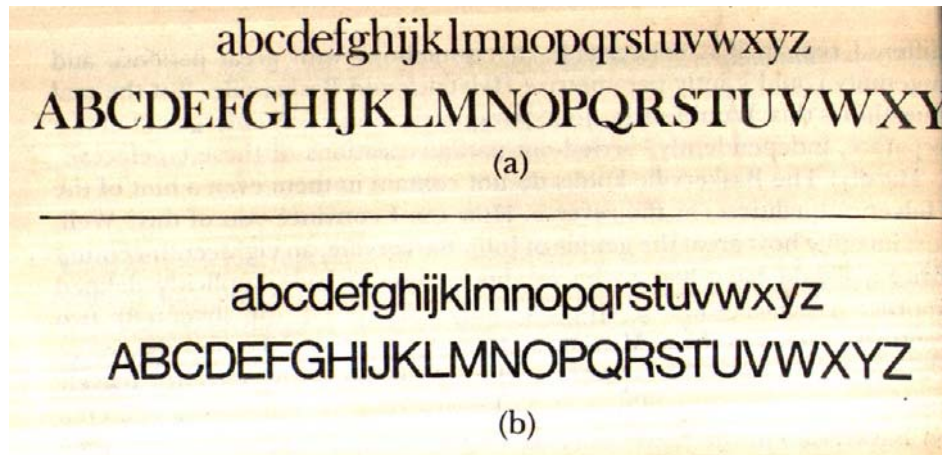 abcdefghijklmnopqrstuvwxyz
ABCDEFGHIJKLMNOPQRSTUVWXY
(a)
abcdefghijklmnopqrstuvwxyz
ABCDEFGHIJKLMNOPQRSTUVWXYZ
(b)